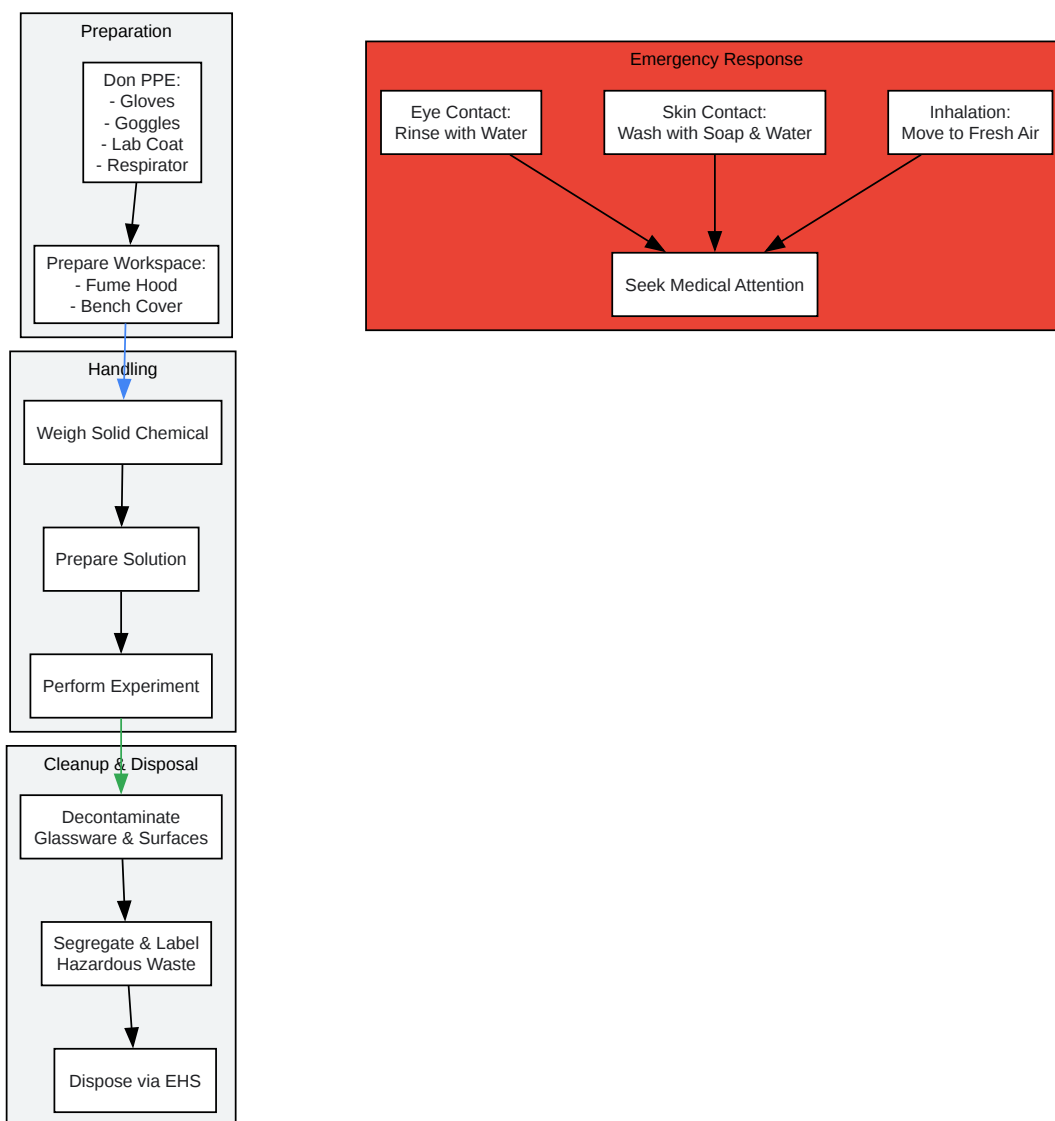 Preparation
Don PPE:
- Gloves
- Goggles
- Lab Coat
- Respirator
Prepare Workspace:
- Fume Hood
- Bench Cover
Handling
Weigh Solid Chemical
Prepare Solution
Perform Experiment
Cleanup & Disposal
Decontaminate
Glassware & Surfaces
Segregate & Label
Hazardous Waste
Dispose via EHS
Emergency Response
Eye Contact:
Rinse with Water
Skin Contact:
Wash with Soap & Water
Inhalation:
Move to Fresh Air
Seek Medical Attention